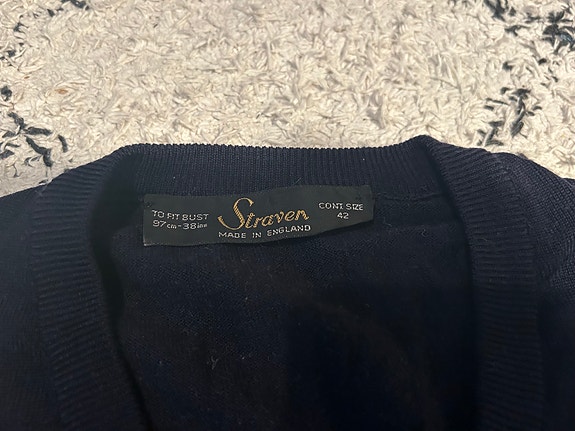 TO FIT BUST
97cm-38ins
Straven
MADE IN ENGLAND
CONT. SIZE
42